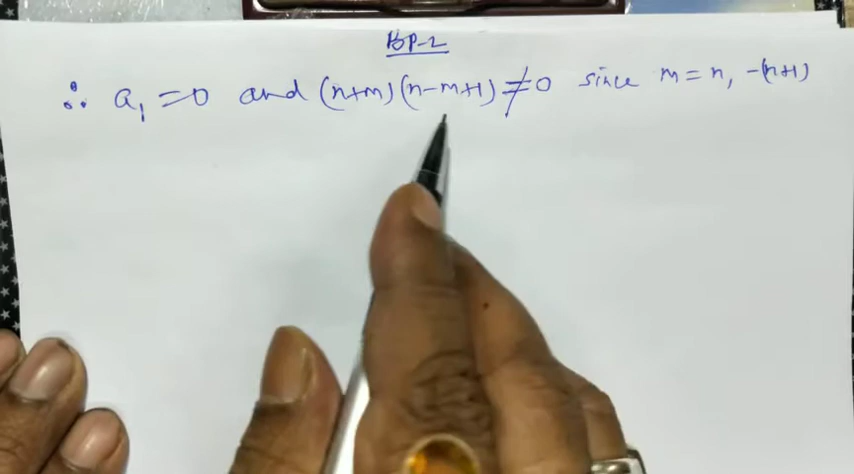 BP-2
∴ a₁ = 0 and (n+m)(n-m+1) ≠ 0 since m = n, -(n+1)